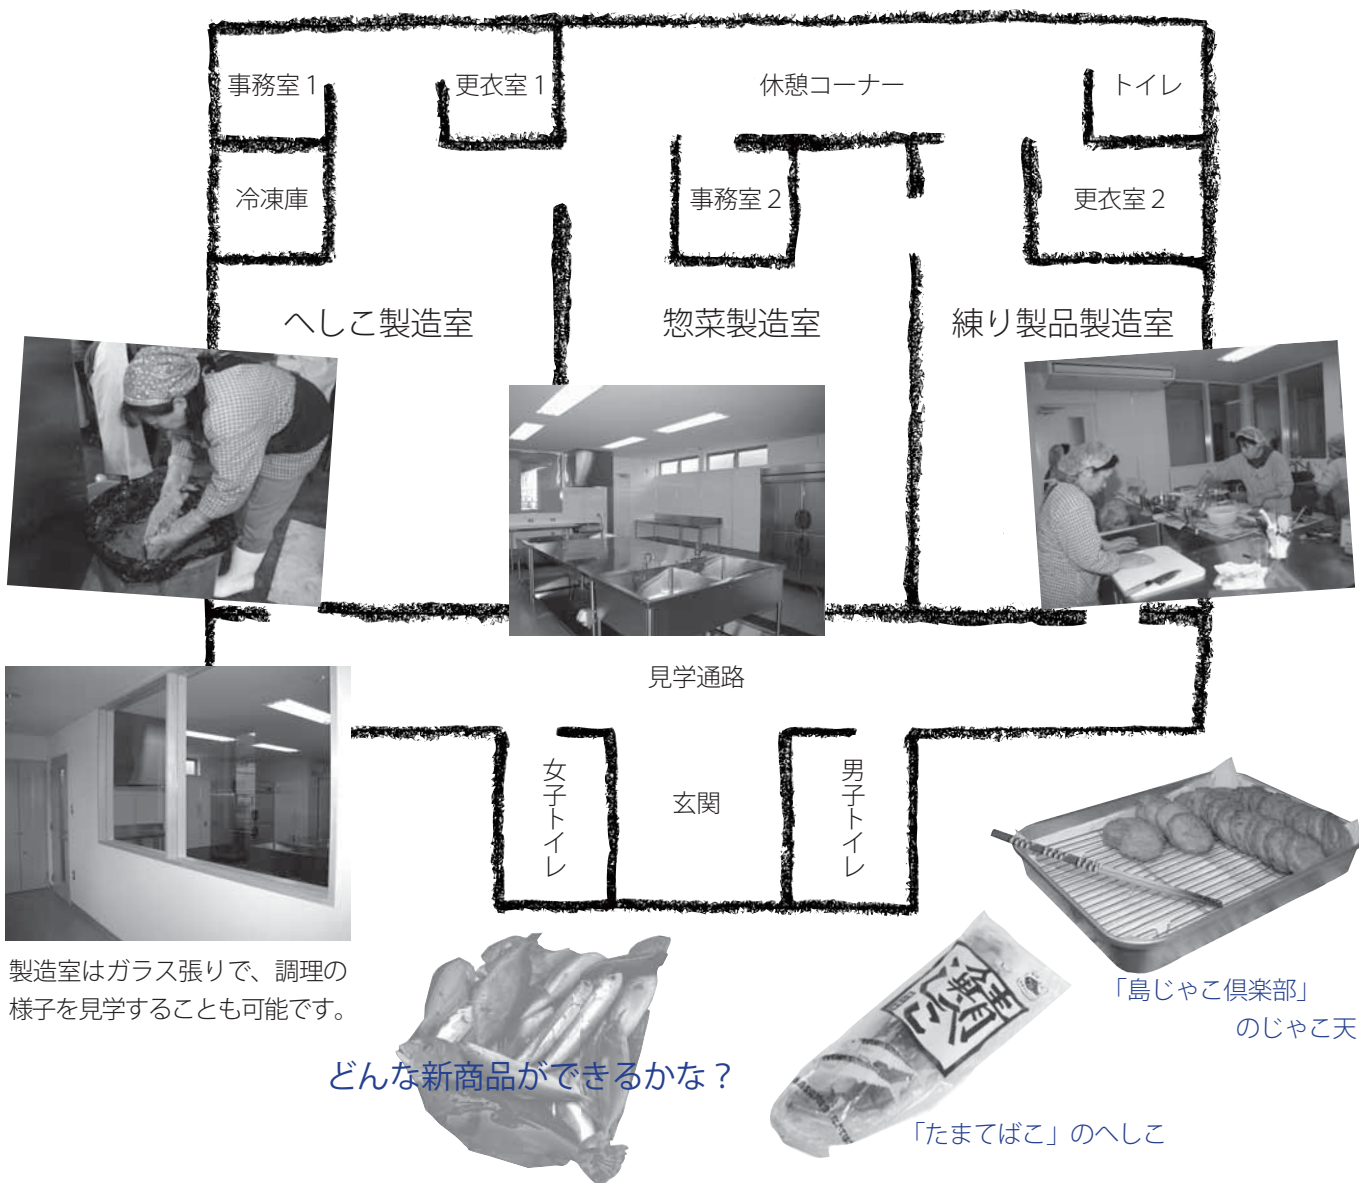 事務室1
更衣室1
休憩コーナー
トイレ
冷凍庫
事務室2
更衣室2
へしこ製造室
惣菜製造室
練り製品製造室
見学通路
女子トイレ
玄関
男子トイレ
製造室はガラス張りで、調理の
様子を見学することも可能です。
「島じゃこ倶楽部」
のじゃこ天
どんな新商品ができるかな？
「たまてばこ」のへしこ